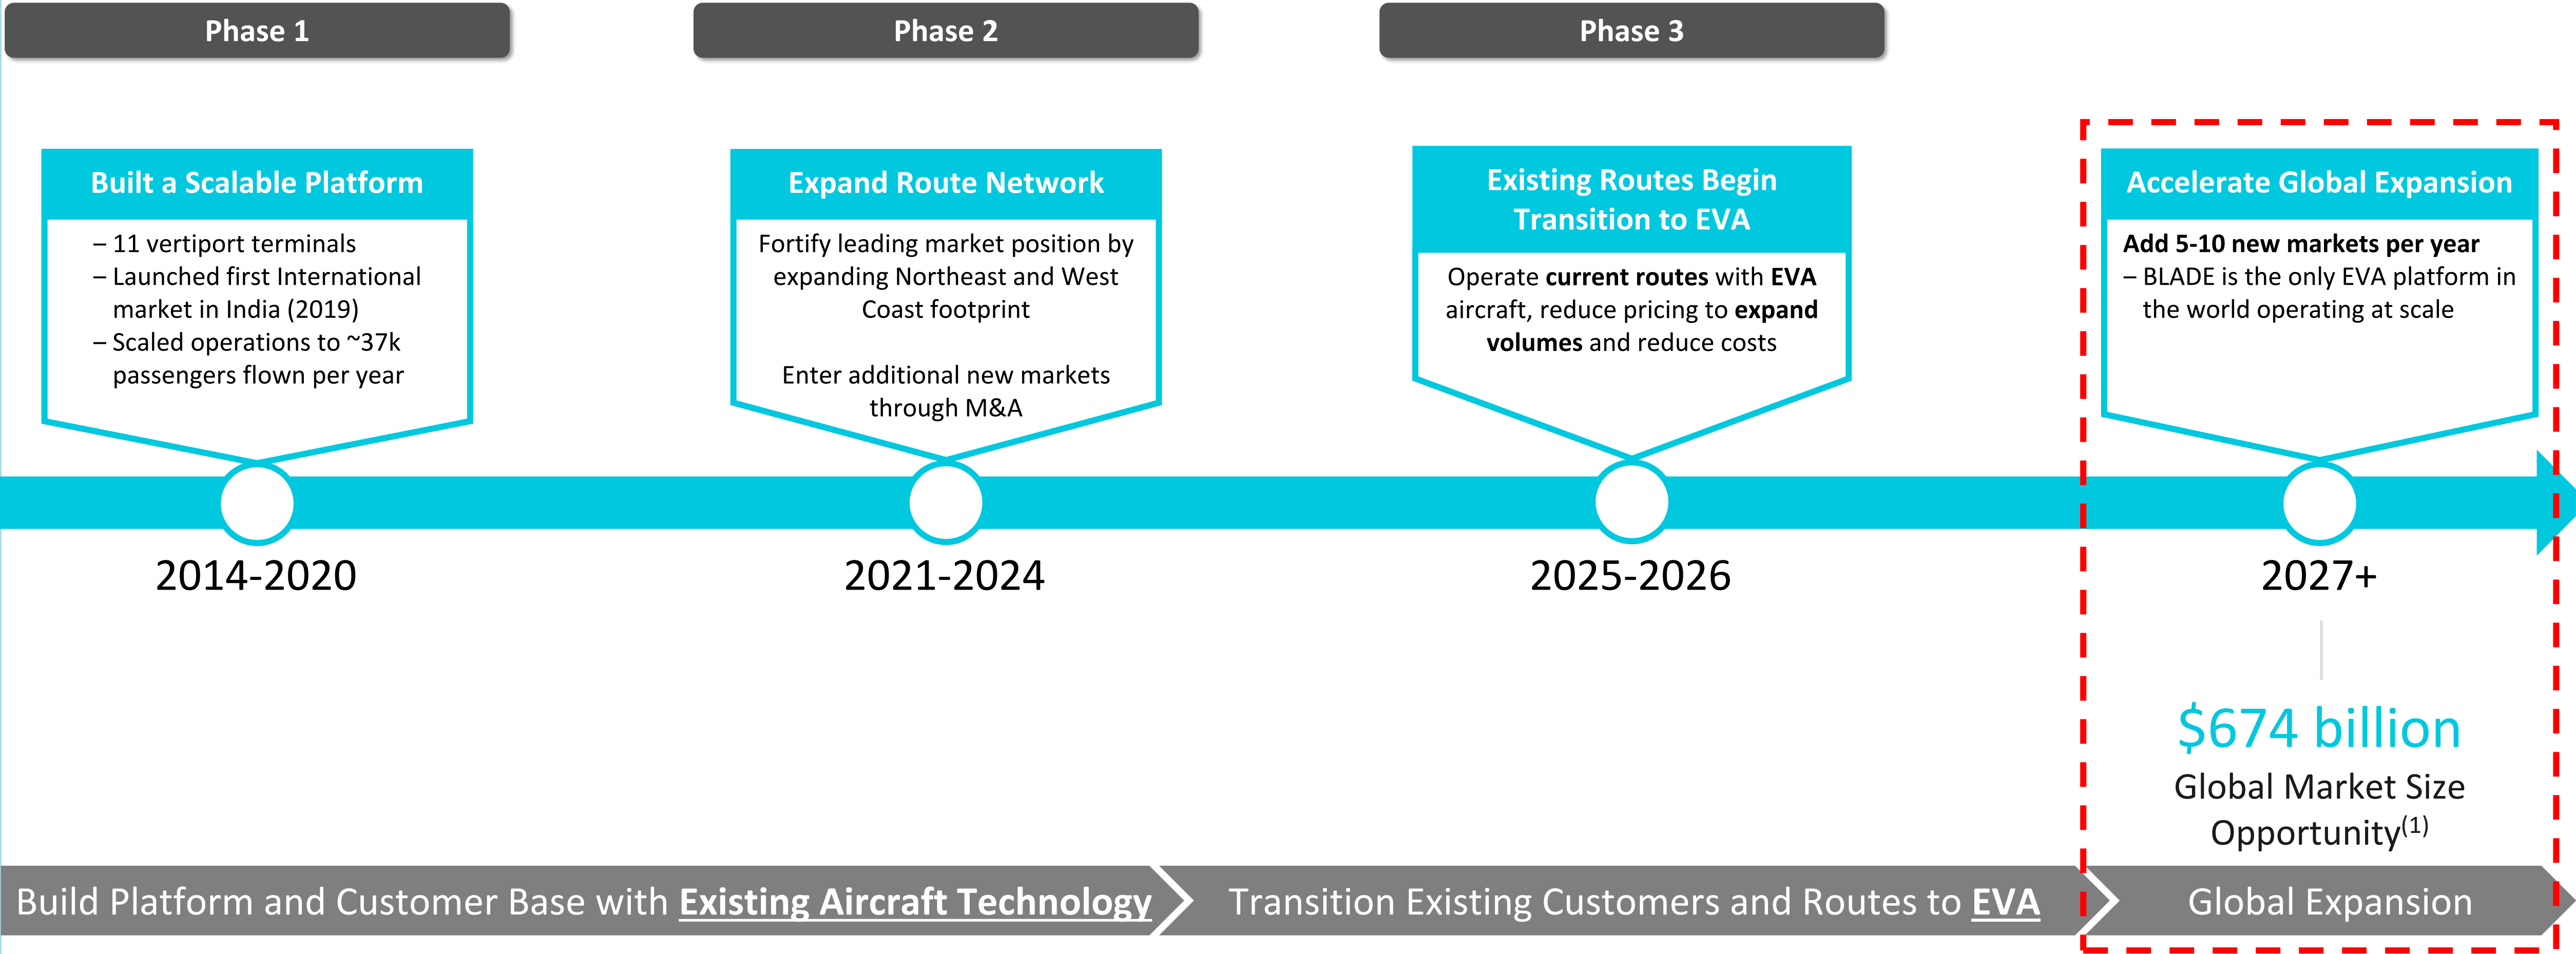 Phase 1
Phase 2
Phase 3
Built a Scalable Platform
– 11 vertiport terminals
– Launched first International
market in India (2019)
– Scaled operations to ~37k
passengers flown per year
Expand Route Network
Fortify leading market position by
expanding Northeast and West
Coast footprint
Enter additional new markets
through M&A
Existing Routes Begin
Transition to EVA
Operate current routes with EVA
aircraft, reduce pricing to expand
volumes and reduce costs
Accelerate Global Expansion
Add 5-10 new markets per year
– BLADE is the only EVA platform in
the world operating at scale
2014-2020
2021-2024
2025-2026
2027+
$674 billion
Global Market Size
Opportunity(1)
Build Platform and Customer Base with Existing Aircraft Technology
Transition Existing Customers and Routes to EVA
Global Expansion